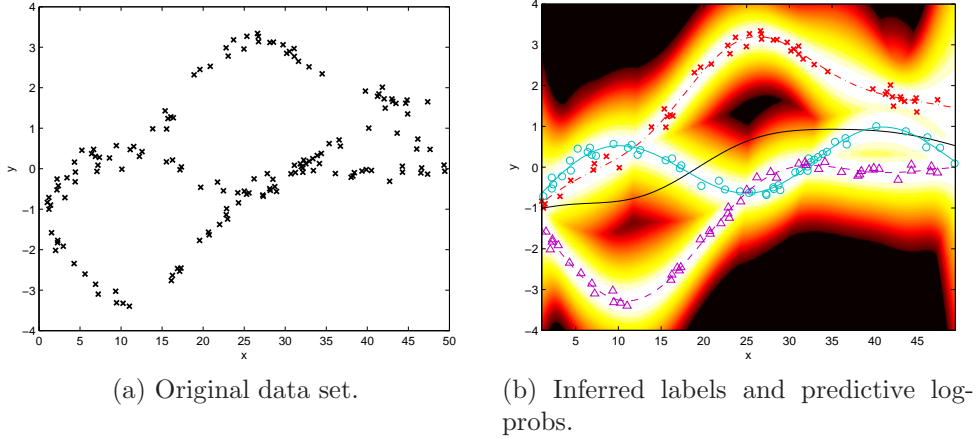 4
3
2
1
0
−1
−2
−3
−4
y
0 5 10 15 20 25 30 35 40 45 50
x
4
3
2
1
0
−1
−2
−3
−4
y
5 10 15 20 25 30 35 40 45
x
(a) Original data set.
(b) Inferred labels and predictive log-
probs.